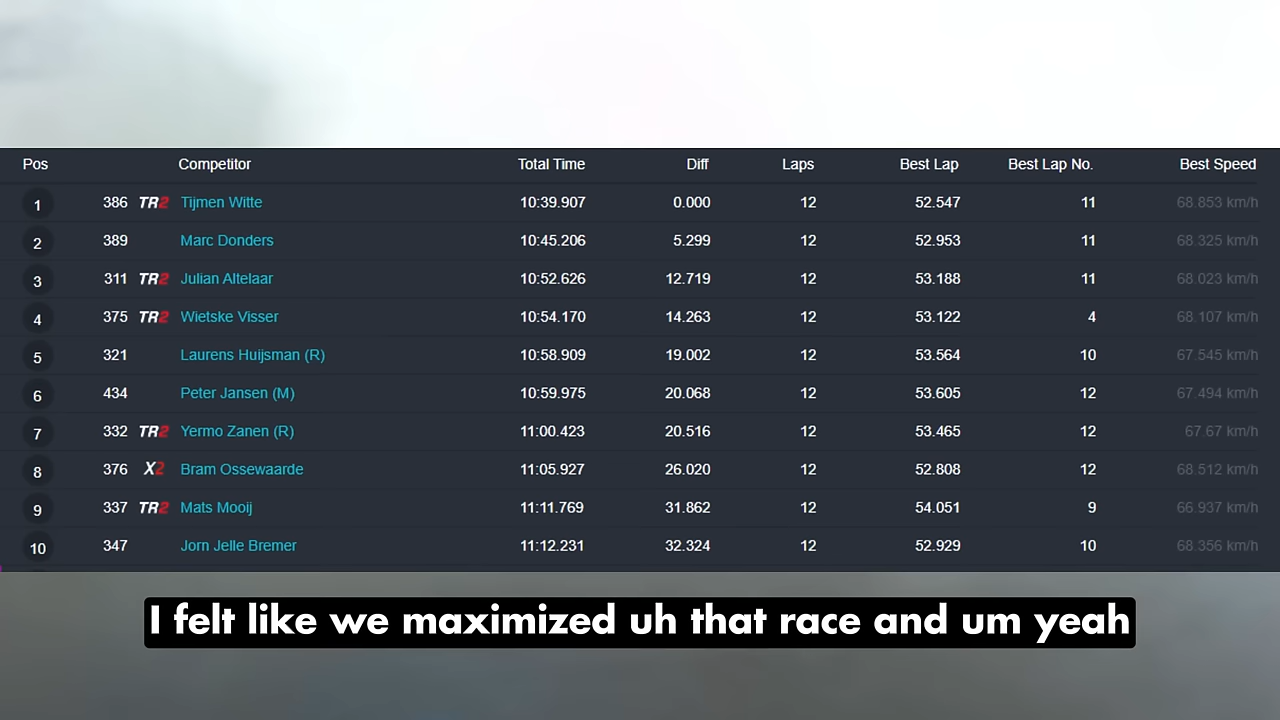 Pos Competitor Total Time Diff Laps Best Lap Best Lap No. Best Speed
1 386 TR2 Tijmen Witte 10:39.907 0.000 12 52.547 11 68.853 km/h
2 389 Marc Donders 10:45.206 5.299 12 52.953 11 68.325 km/h
3 311 TR2 Julian Altelaar 10:52.626 12.719 12 53.188 11 68.023 km/h
4 375 TR2 Wietske Visser 10:54.170 14.263 12 53.122 4 68.107 km/h
5 321 Laurens Huijsman (R) 10:58.909 19.002 12 53.564 10 67.545 km/h
6 434 Peter Jansen (M) 10:59.975 20.068 12 53.605 12 67.494 km/h
7 332 TR2 Yermo Zanen (R) 11:00.423 20.516 12 53.465 12 67.67 km/h
8 376 X2 Bram Ossewaarde 11:05.927 26.020 12 52.808 12 68.512 km/h
9 337 TR2 Mats Mooij 11:11.769 31.862 12 54.051 9 66.937 km/h
10 347 Jorn Jelle Bremer 11:12.231 32.324 12 52.929 10 68.356 km/h
I felt like we maximized uh that race and um yeah